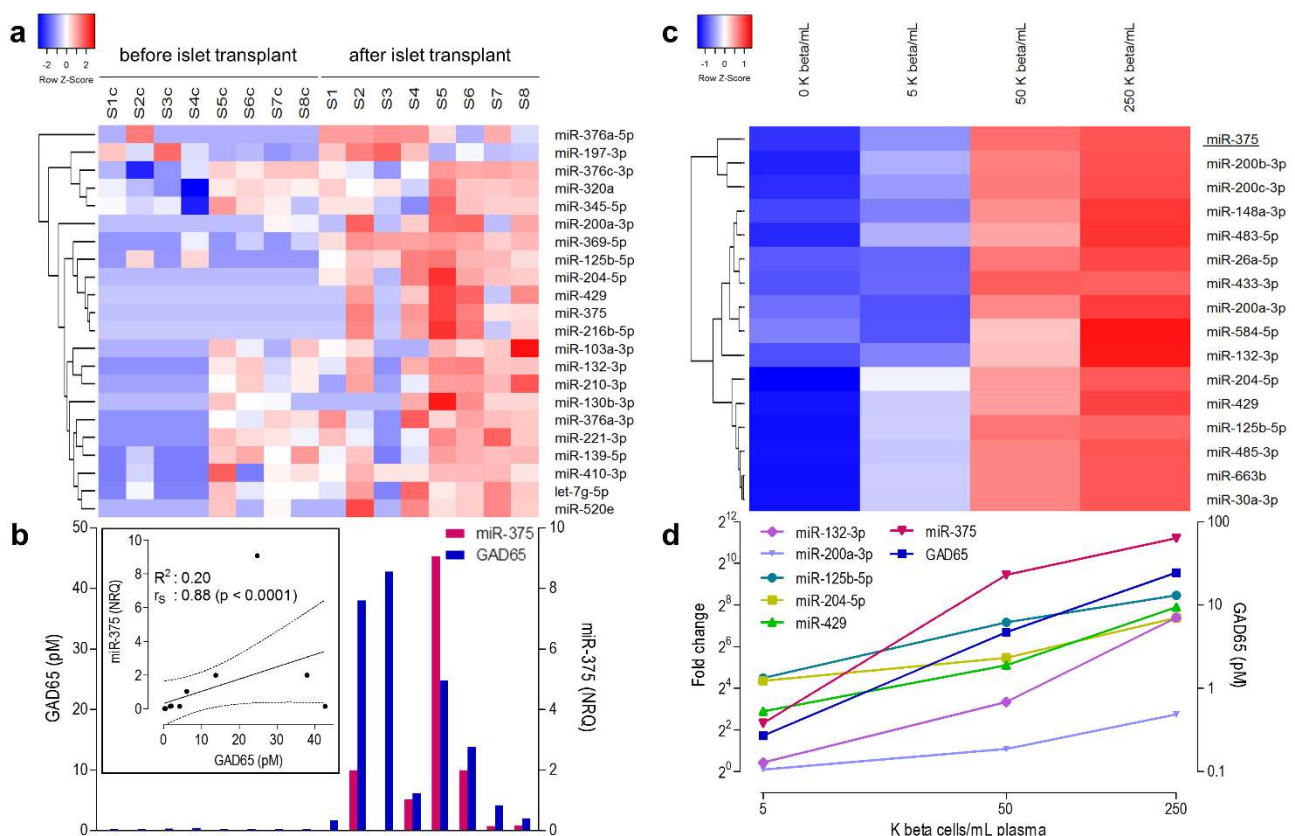 a
-2 0 2
Row Z-Score
before islet transplant
after islet transplant
S1c S2c S3c S4c S5c S6c S7c S8c S1 S2 S3 S4 S5 S6 S7 S8
miR-376a-5p
miR-197-3p
miR-376c-3p
miR-320a
miR-345-5p
miR-200a-3p
miR-369-5p
miR-125b-5p
miR-204-5p
miR-429
miR-375
miR-216b-5p
miR-103a-3p
miR-132-3p
miR-210-3p
miR-130b-3p
miR-376a-3p
miR-221-3p
miR-139-5p
miR-410-3p
let-7g-5p
miR-520e
c
-1 0 1
Row Z-Score
0 K beta/mL
5 K beta/mL
50 K beta/mL
250 K beta/mL
miR-375
miR-200b-3p
miR-200c-3p
miR-148a-3p
miR-483-5p
miR-26a-5p
miR-433-3p
miR-200a-3p
miR-584-5p
miR-132-3p
miR-204-5p
miR-429
miR-125b-5p
miR-485-3p
miR-663b
miR-30a-3p
b
GAD65 (pM)
50
40
30
20
10
0
miR-375
GAD65
miR-375 (NRQ)
10
8
6
4
2
0
R²: 0.20
rS: 0.88 (p < 0.0001)
miR-375 (NRQ)
10
8
6
4
2
0
0 10 20 30 40
GAD65 (pM)
d
Fold change
2¹²
2¹⁰
2⁸
2⁶
2⁴
2²
2⁰
miR-132-3p
miR-200a-3p
miR-125b-5p
miR-204-5p
miR-429
miR-375
GAD65
100
10
1
0.1
GAD65 (pM)
5 50 250
K beta cells/mL plasma